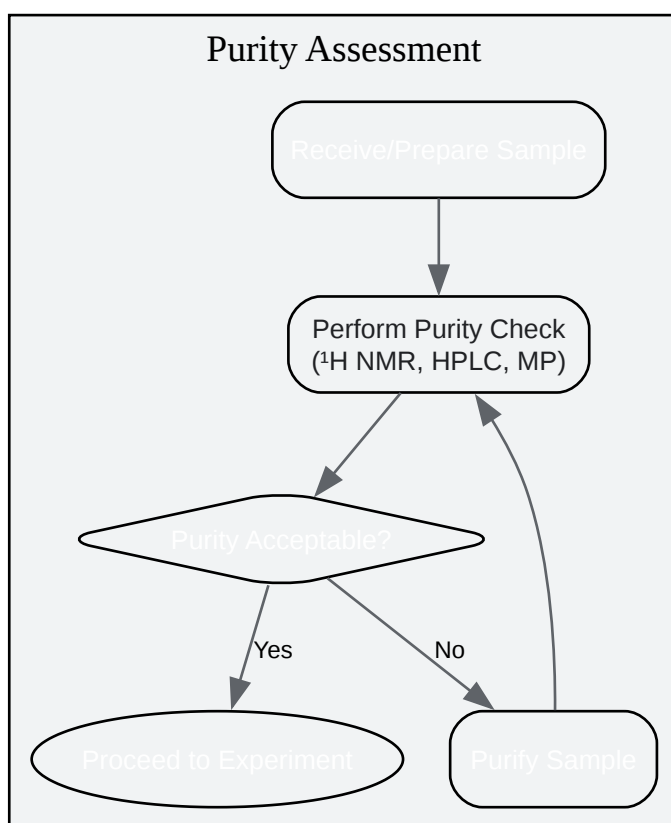 Purity Assessment
Receive/Prepare Sample
Perform Purity Check
(¹H NMR, HPLC, MP)
Purity Acceptable?
Yes
No
Proceed to Experiment
Purify Sample